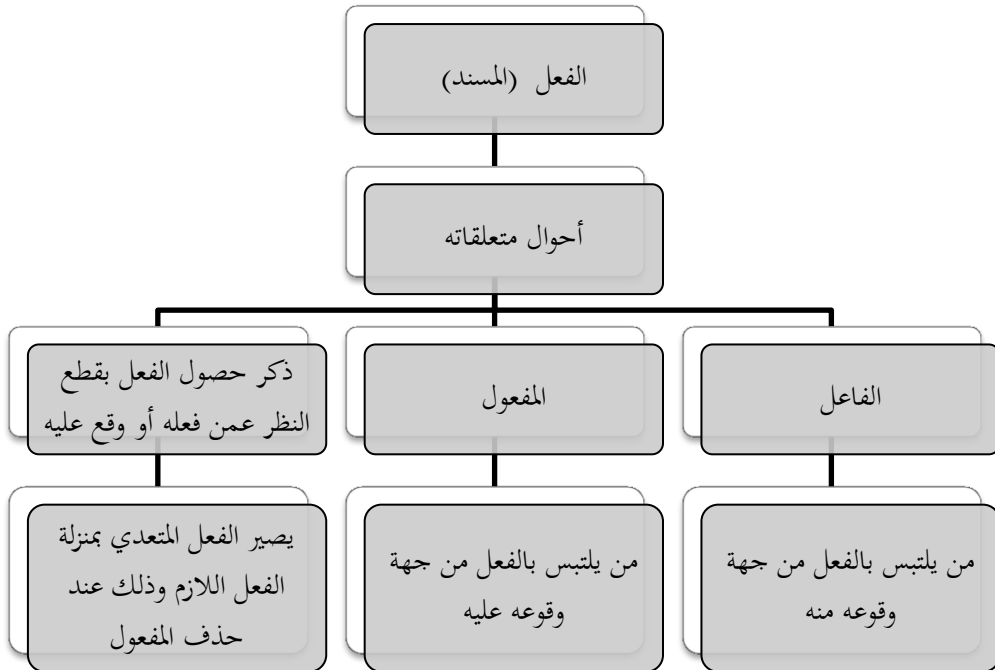 الفعل (المسند)
أحوال متعلقاته
الفاعل
المفعول
ذكر حصول الفعل بقطع
النظر عمن فعله أو وقع عليه
من يلتبس بالفعل من جهة
وقوعه منه
من يلتبس بالفعل من جهة
وقوعه عليه
يصير الفعل المتعدي بمنزلة
الفعل اللازم وذلك عند
حذف المفعول